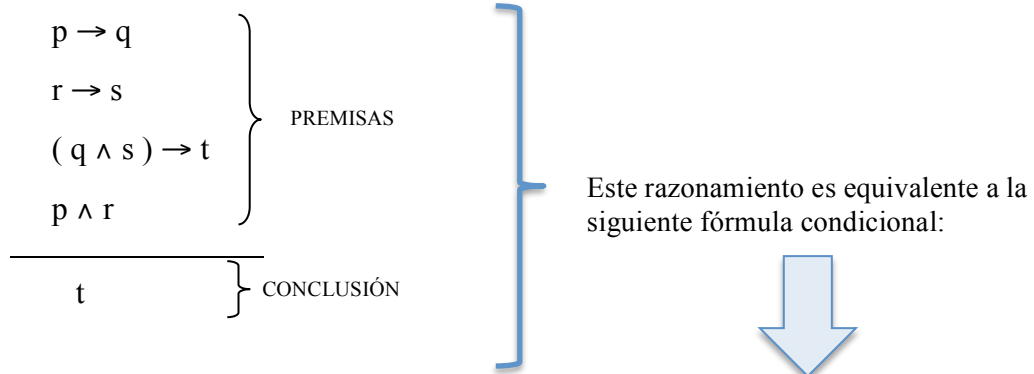 p → q
r → s
PREMISAS
( q ∧ s ) → t
p ∧ r
t
CONCLUSIÓN
Este razonamiento es equivalente a la
siguiente fórmula condicional: